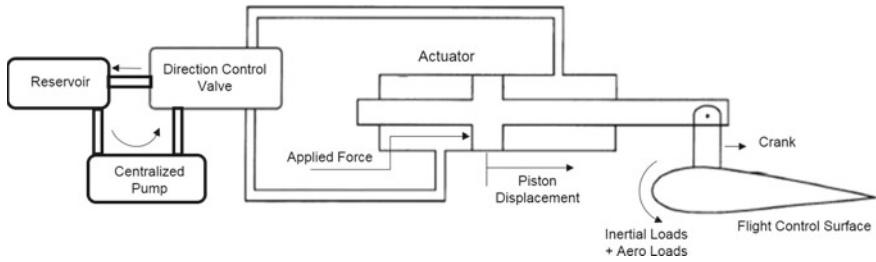 Reservoir
Direction Control
Valve
Centralized
Pump
Actuator
Applied Force
Piston
Displacement
Crank
Inertial Loads
+ Aero Loads
Flight Control Surface